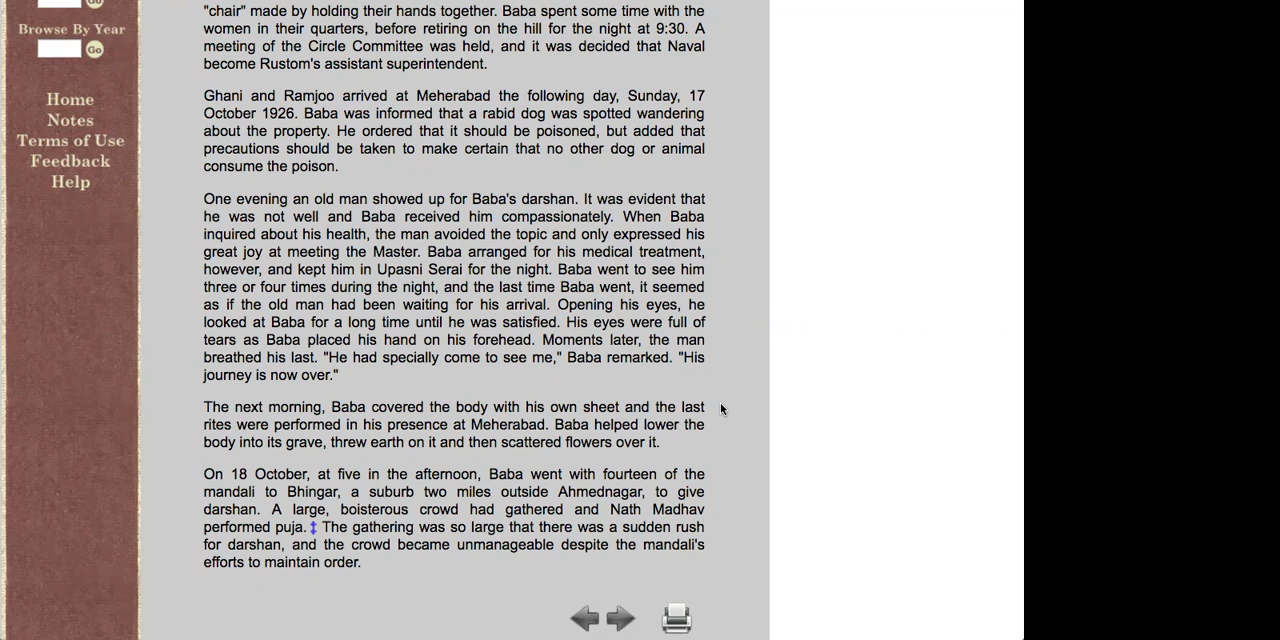 Browse By Year
Go
Home
Notes
Terms of Use
Feedback
Help
"chair" made by holding their hands together. Baba spent some time with the
women in their quarters, before retiring on the hill for the night at 9:30. A
meeting of the Circle Committee was held, and it was decided that Naval
become Rustom's assistant superintendent.
Ghani and Ramjoo arrived at Meherabad the following day, Sunday, 17
October 1926. Baba was informed that a rabid dog was spotted wandering
about the property. He ordered that it should be poisoned, but added that
precautions should be taken to make certain that no other dog or animal
consume the poison.
One evening an old man showed up for Baba's darshan. It was evident that
he was not well and Baba received him compassionately. When Baba
inquired about his health, the man avoided the topic and only expressed his
great joy at meeting the Master. Baba arranged for his medical treatment,
however, and kept him in Upasni Serai for the night. Baba went to see him
three or four times during the night, and the last time Baba went, it seemed
as if the old man had been waiting for his arrival. Opening his eyes, he
looked at Baba for a long time until he was satisfied. His eyes were full of
tears as Baba placed his hand on his forehead. Moments later, the man
breathed his last. "He had specially come to see me," Baba remarked. "His
journey is now over."
The next morning, Baba covered the body with his own sheet and the last
rites were performed in his presence at Meherabad. Baba helped lower the
body into its grave, threw earth on it and then scattered flowers over it.
On 18 October, at five in the afternoon, Baba went with fourteen of the
mandali to Bhingar, a suburb two miles outside Ahmednagar, to give
darshan. A large, boisterous crowd had gathered and Nath Madhav
performed puja.‡ The gathering was so large that there was a sudden rush
for darshan, and the crowd became unmanageable despite the mandali's
efforts to maintain order.